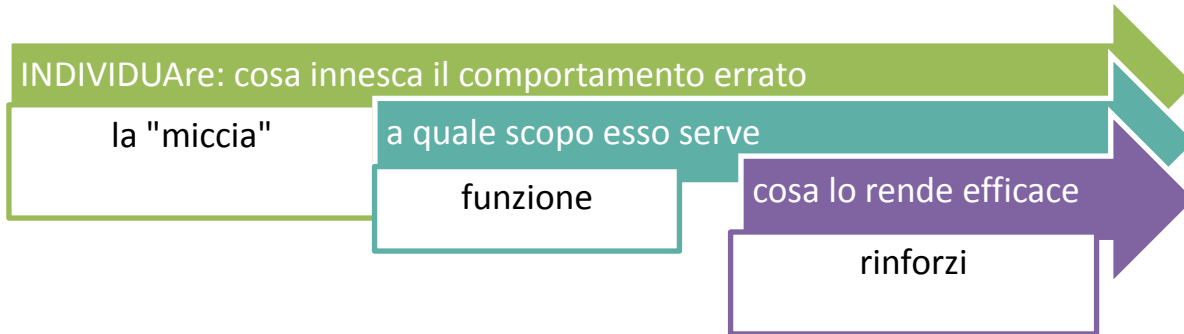 INDIVIDUAre: cosa innesca il comportamento errato
la "miccia"
a quale scopo esso serve
funzione
cosa lo rende efficace
rinforzi